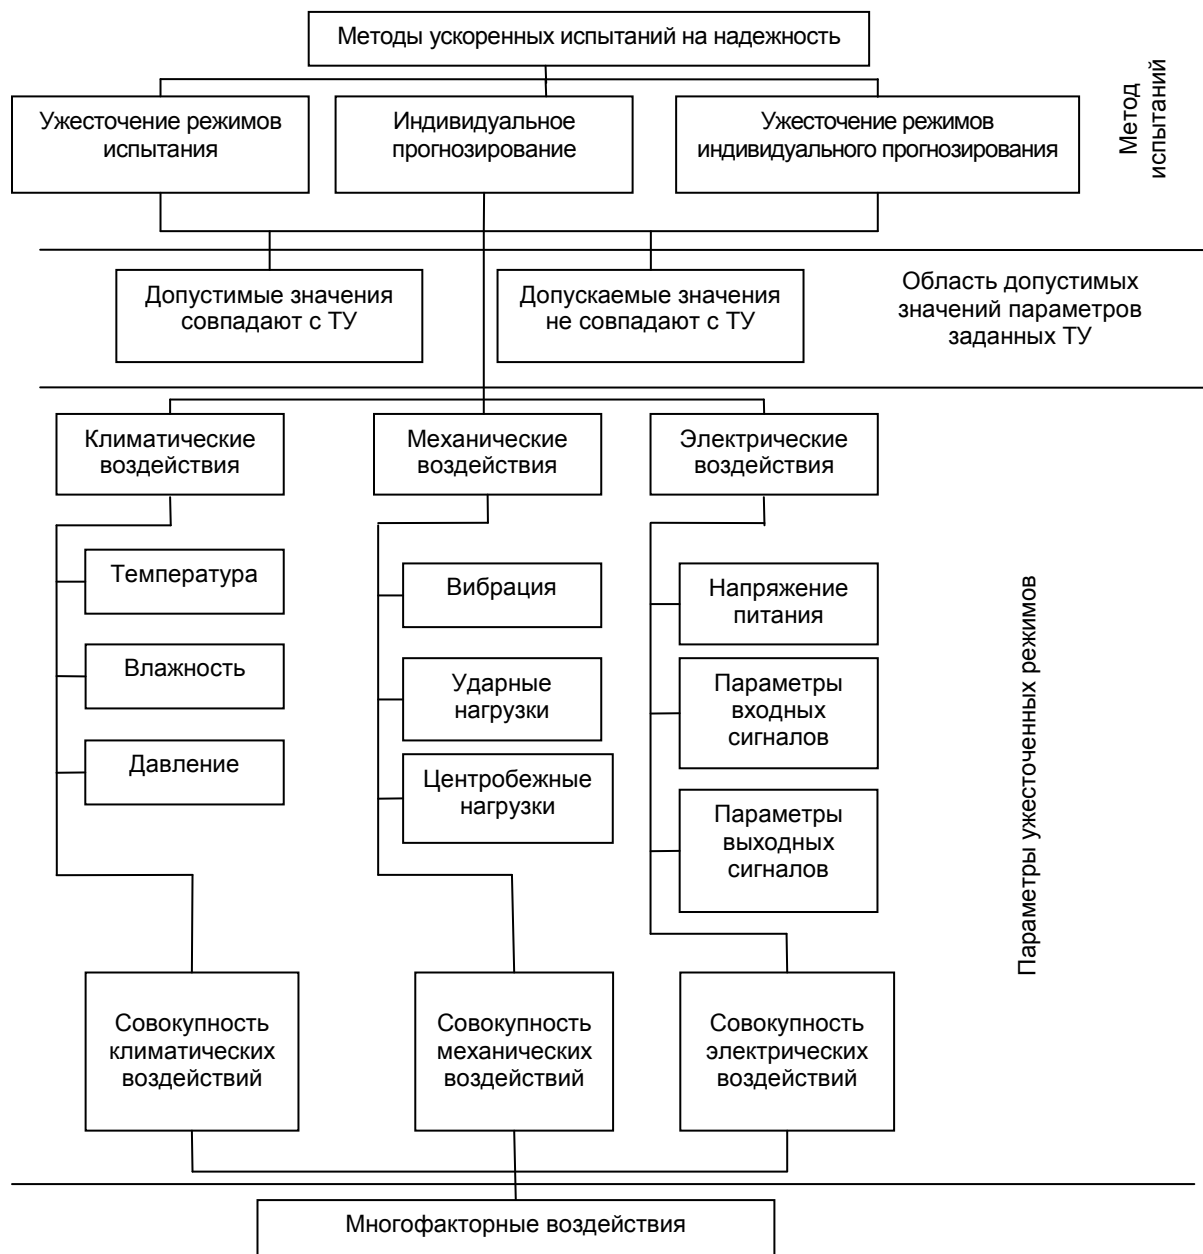 Методы ускоренных испытаний на надежность
Метод
испытаний
Ужесточение режимов
испытания
Индивидуальное
прогнозирование
Ужесточение режимов
индивидуального прогнозирования
Допустимые значения
совпадают с ТУ
Допускаемые значения
не совпадают с ТУ
Область допустимых
значений параметров
заданных ТУ
Климатические
воздействия
Механические
воздействия
Электрические
воздействия
Температура
Влажность
Давление
Вибрация
Ударные
нагрузки
Центробежные
нагрузки
Напряжение
питания
Параметры
входных
сигналов
Параметры
выходных
сигналов
Параметры ужесточенных режимов
Совокупность
климатических
воздействий
Совокупность
механических
воздействий
Совокупность
электрических
воздействий
Многофакторные воздействия